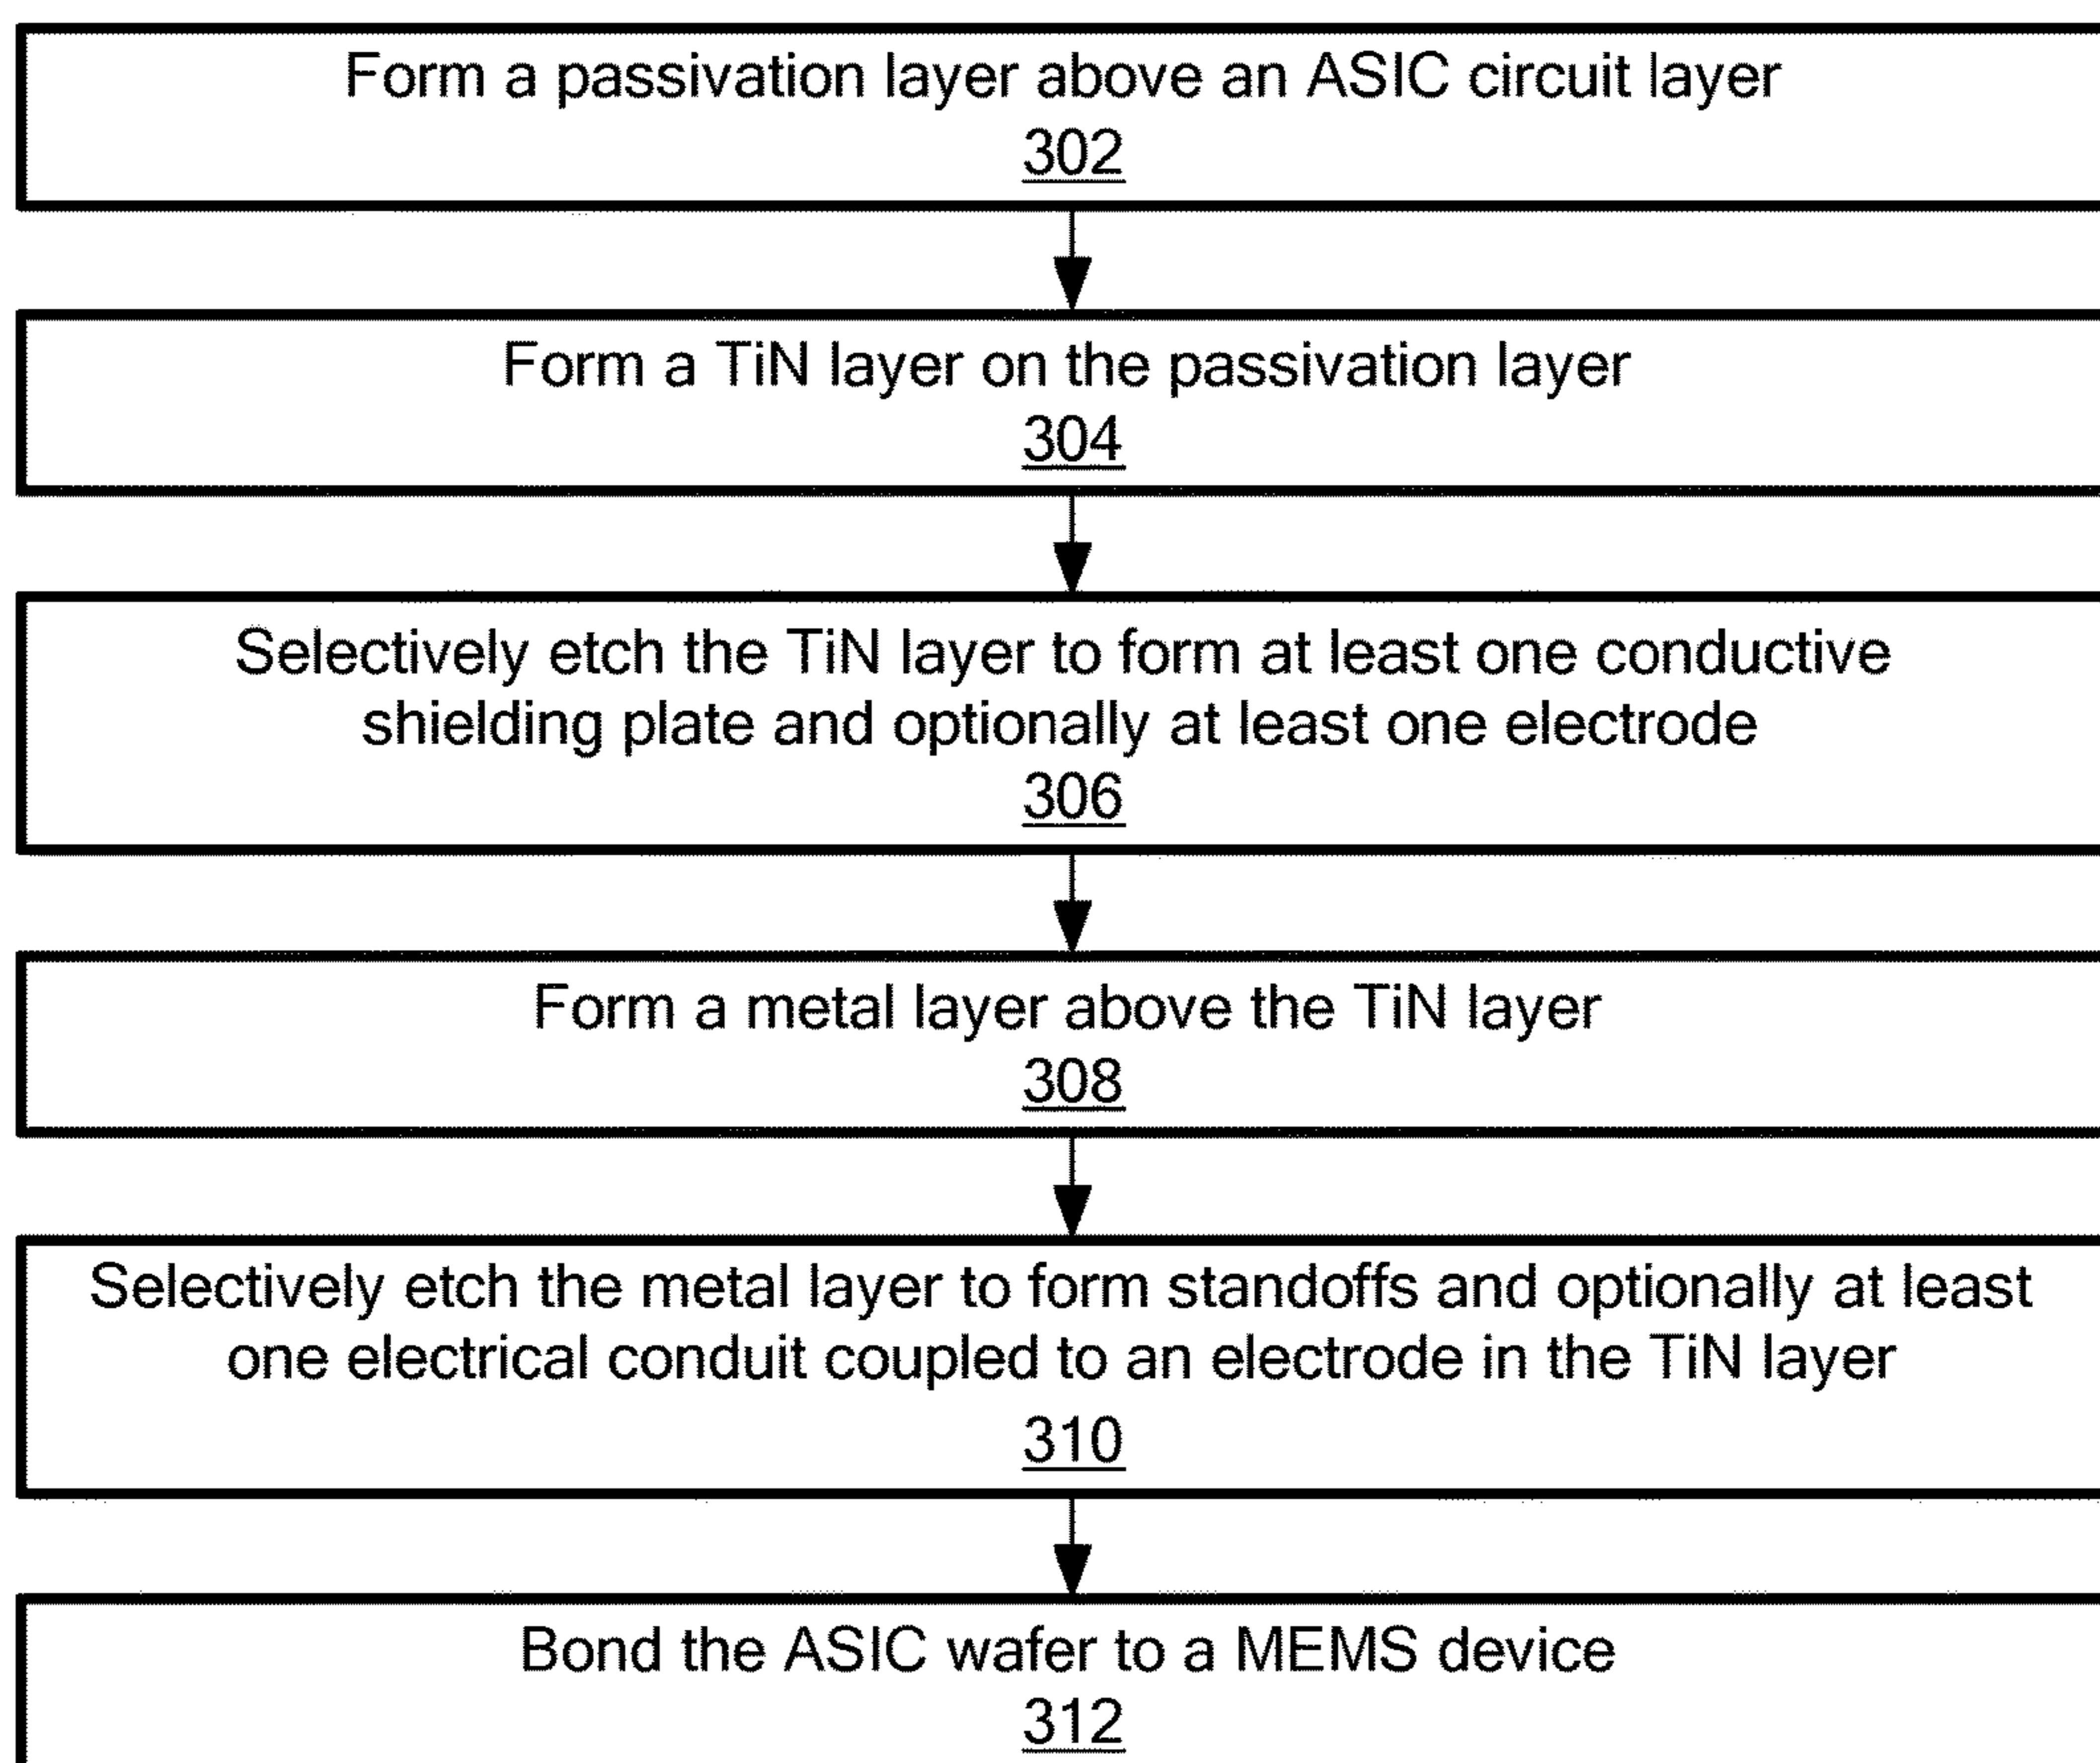 Form a passivation layer above an ASIC circuit layer
302
Form a TiN layer on the passivation layer
304
Selectively etch the TiN layer to form at least one conductive
shielding plate and optionally at least one electrode
306
Form a metal layer above the TiN layer
308
Selectively etch the metal layer to form standoffs and optionally at least
one electrical conduit coupled to an electrode in the TiN layer
310
Bond the ASIC wafer to a MEMS device
312